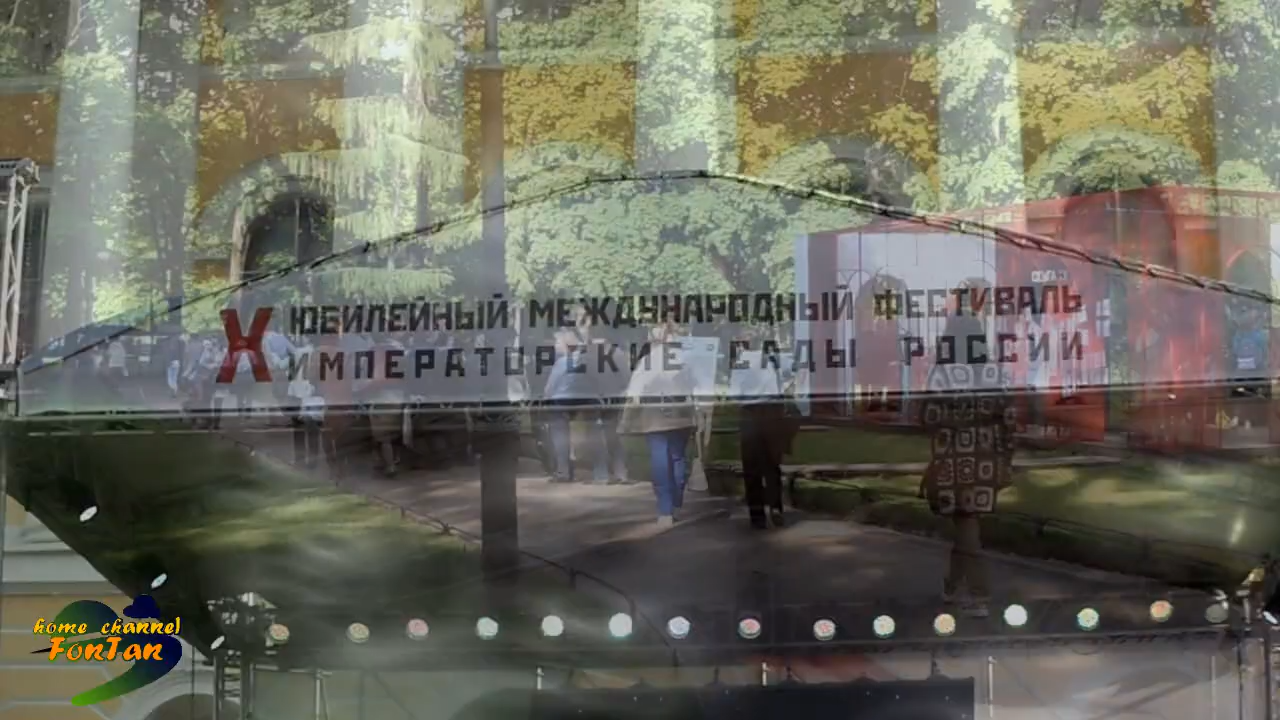 X ЮБИЛЕЙНЫЙ МЕЖДУНАРОДНЫЙ ФЕСТИВАЛЬ
ИМПЕРАТОРСКИЕ САДЫ РОССИИ
home channel
FonTan